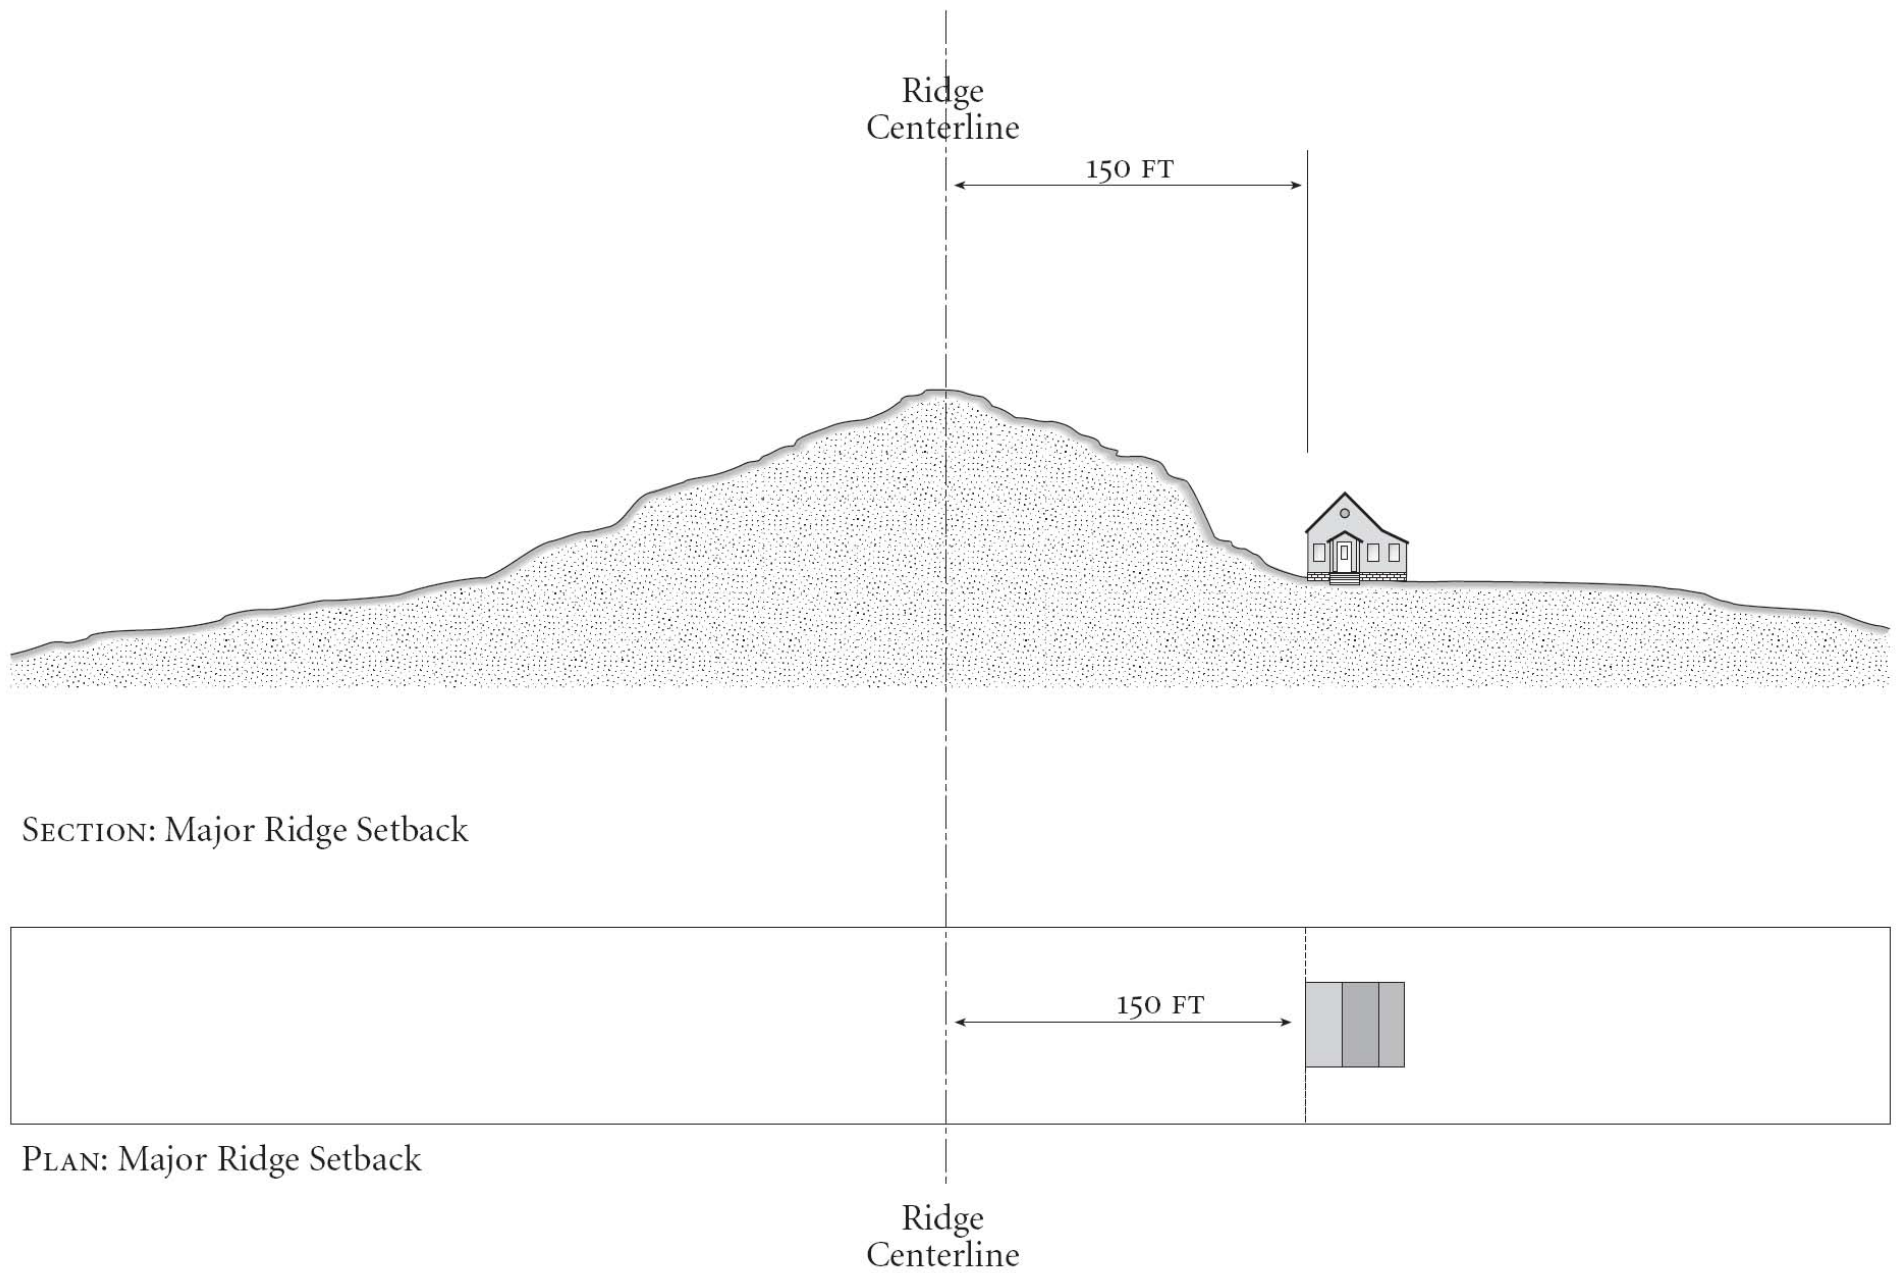 Ridge
Centerline
150 FT
SECTION: Major Ridge Setback
150 FT
PLAN: Major Ridge Setback
Ridge
Centerline